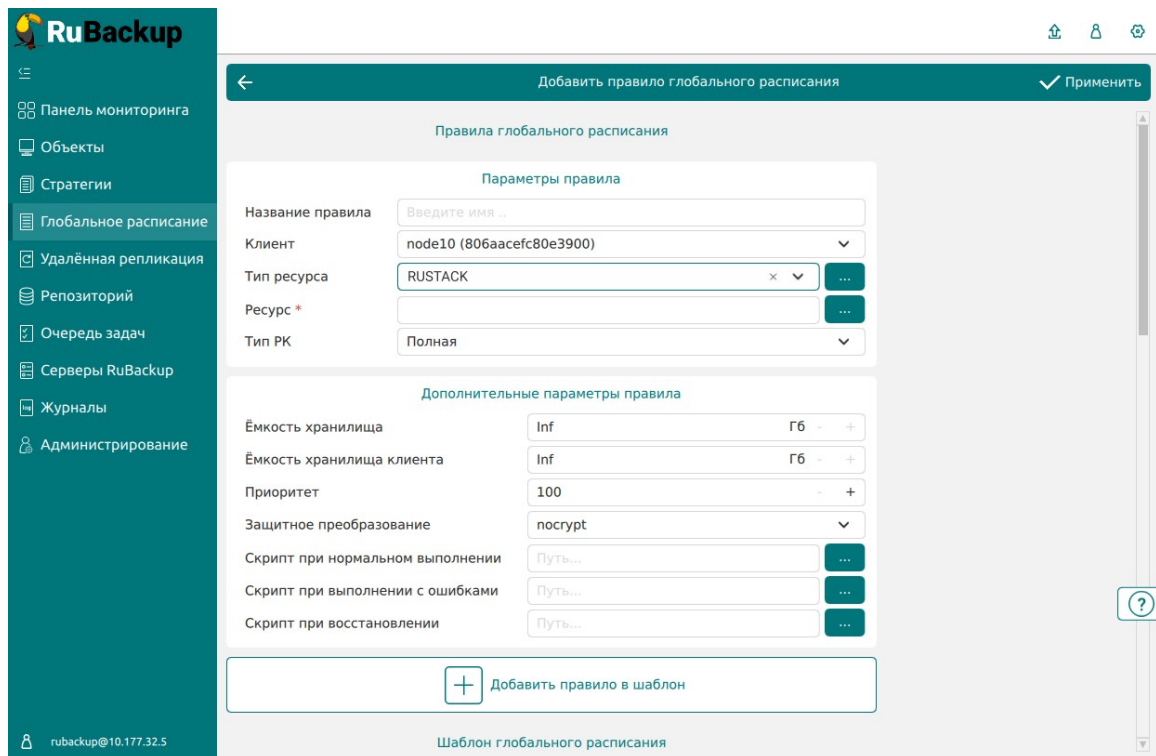 RuBackup
Добавить правило глобального расписания
Применить
Панель мониторинга
Объекты
Стратегии
Глобальное расписание
Удалённая репликация
Репозиторий
Очередь задач
Серверы RuBackup
Журналы
Администрирование
rubackup@10.177.32.5
Правила глобального расписания
Параметры правила
Название правила Введите имя ..
Клиент node10 (806aacefc80e3900)
Тип ресурса RUSTACK × ...
Ресурс * ...
Тип РК Полная
Дополнительные параметры правила
Ёмкость хранилища Inf Гб - +
Ёмкость хранилища клиента Inf Гб - +
Приоритет 100 - +
Защитное преобразование nocrypt
Скрипт при нормальном выполнении Путь... ...
Скрипт при выполнении с ошибками Путь... ...
Скрипт при восстановлении Путь... ...
?
Добавить правило в шаблон
Шаблон глобального расписания